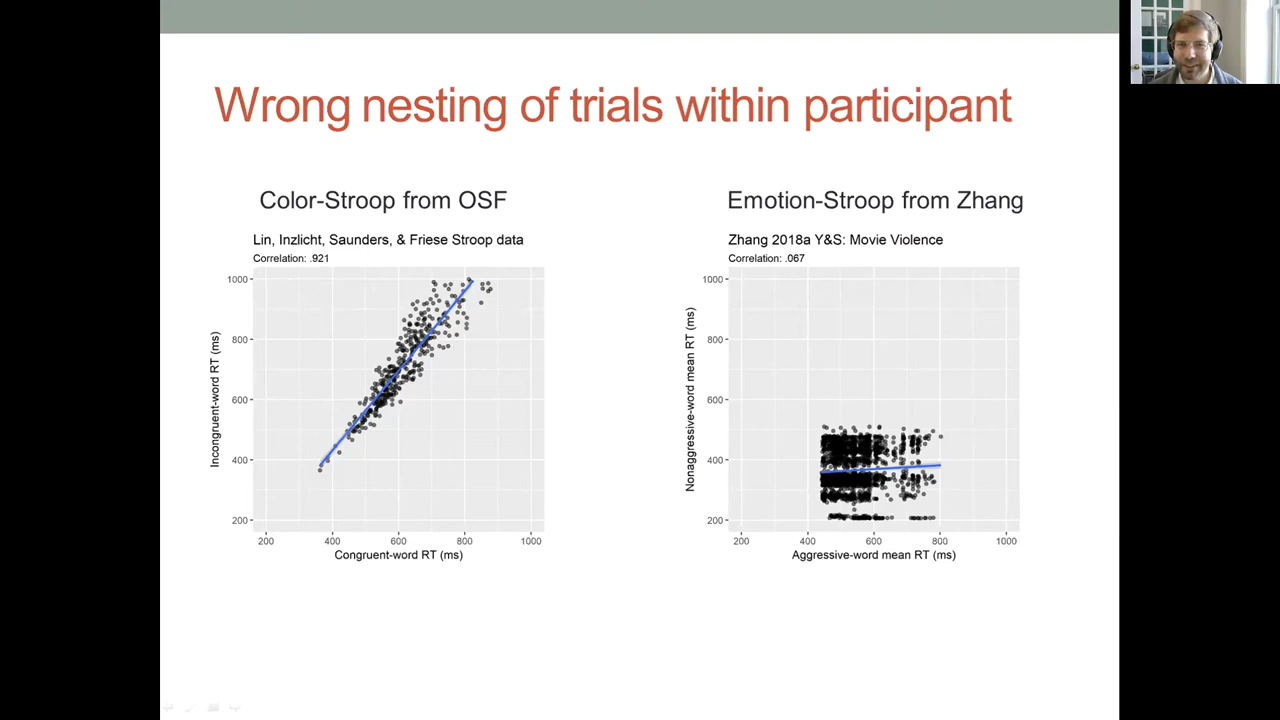 Wrong nesting of trials within participant
Color-Stroop from OSF
Lin, Inzlicht, Saunders, & Friese Stroop data
Correlation: .921
1000
800
600
400
200
Incongruent-word RT (ms)
200 400 600 800 1000
Congruent-word RT (ms)
Emotion-Stroop from Zhang
Zhang 2018a Y&S: Movie Violence
Correlation: .067
1000
800
600
400
200
Nonaggressive-word mean RT (ms)
200 400 600 800 1000
Aggressive-word mean RT (ms)